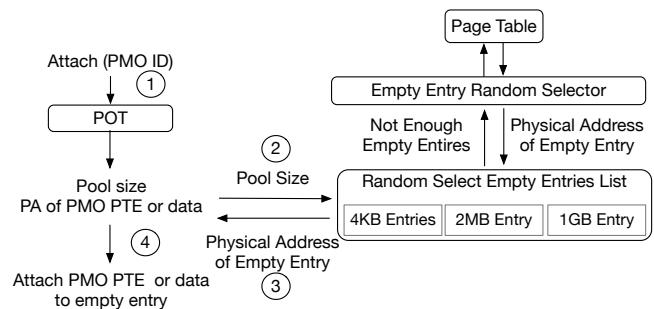 Page Table
Attach (PMO ID)
1
POT
Empty Entry Random Selector
Not Enough
Empty Entires
Physical Address
of Empty Entry
2
Pool Size
Pool size
PA of PMO PTE or data
Random Select Empty Entries List
4KB Entries
2MB Entry
1GB Entry
Physical Address
of Empty Entry
3
4
Attach PMO PTE or data
to empty entry